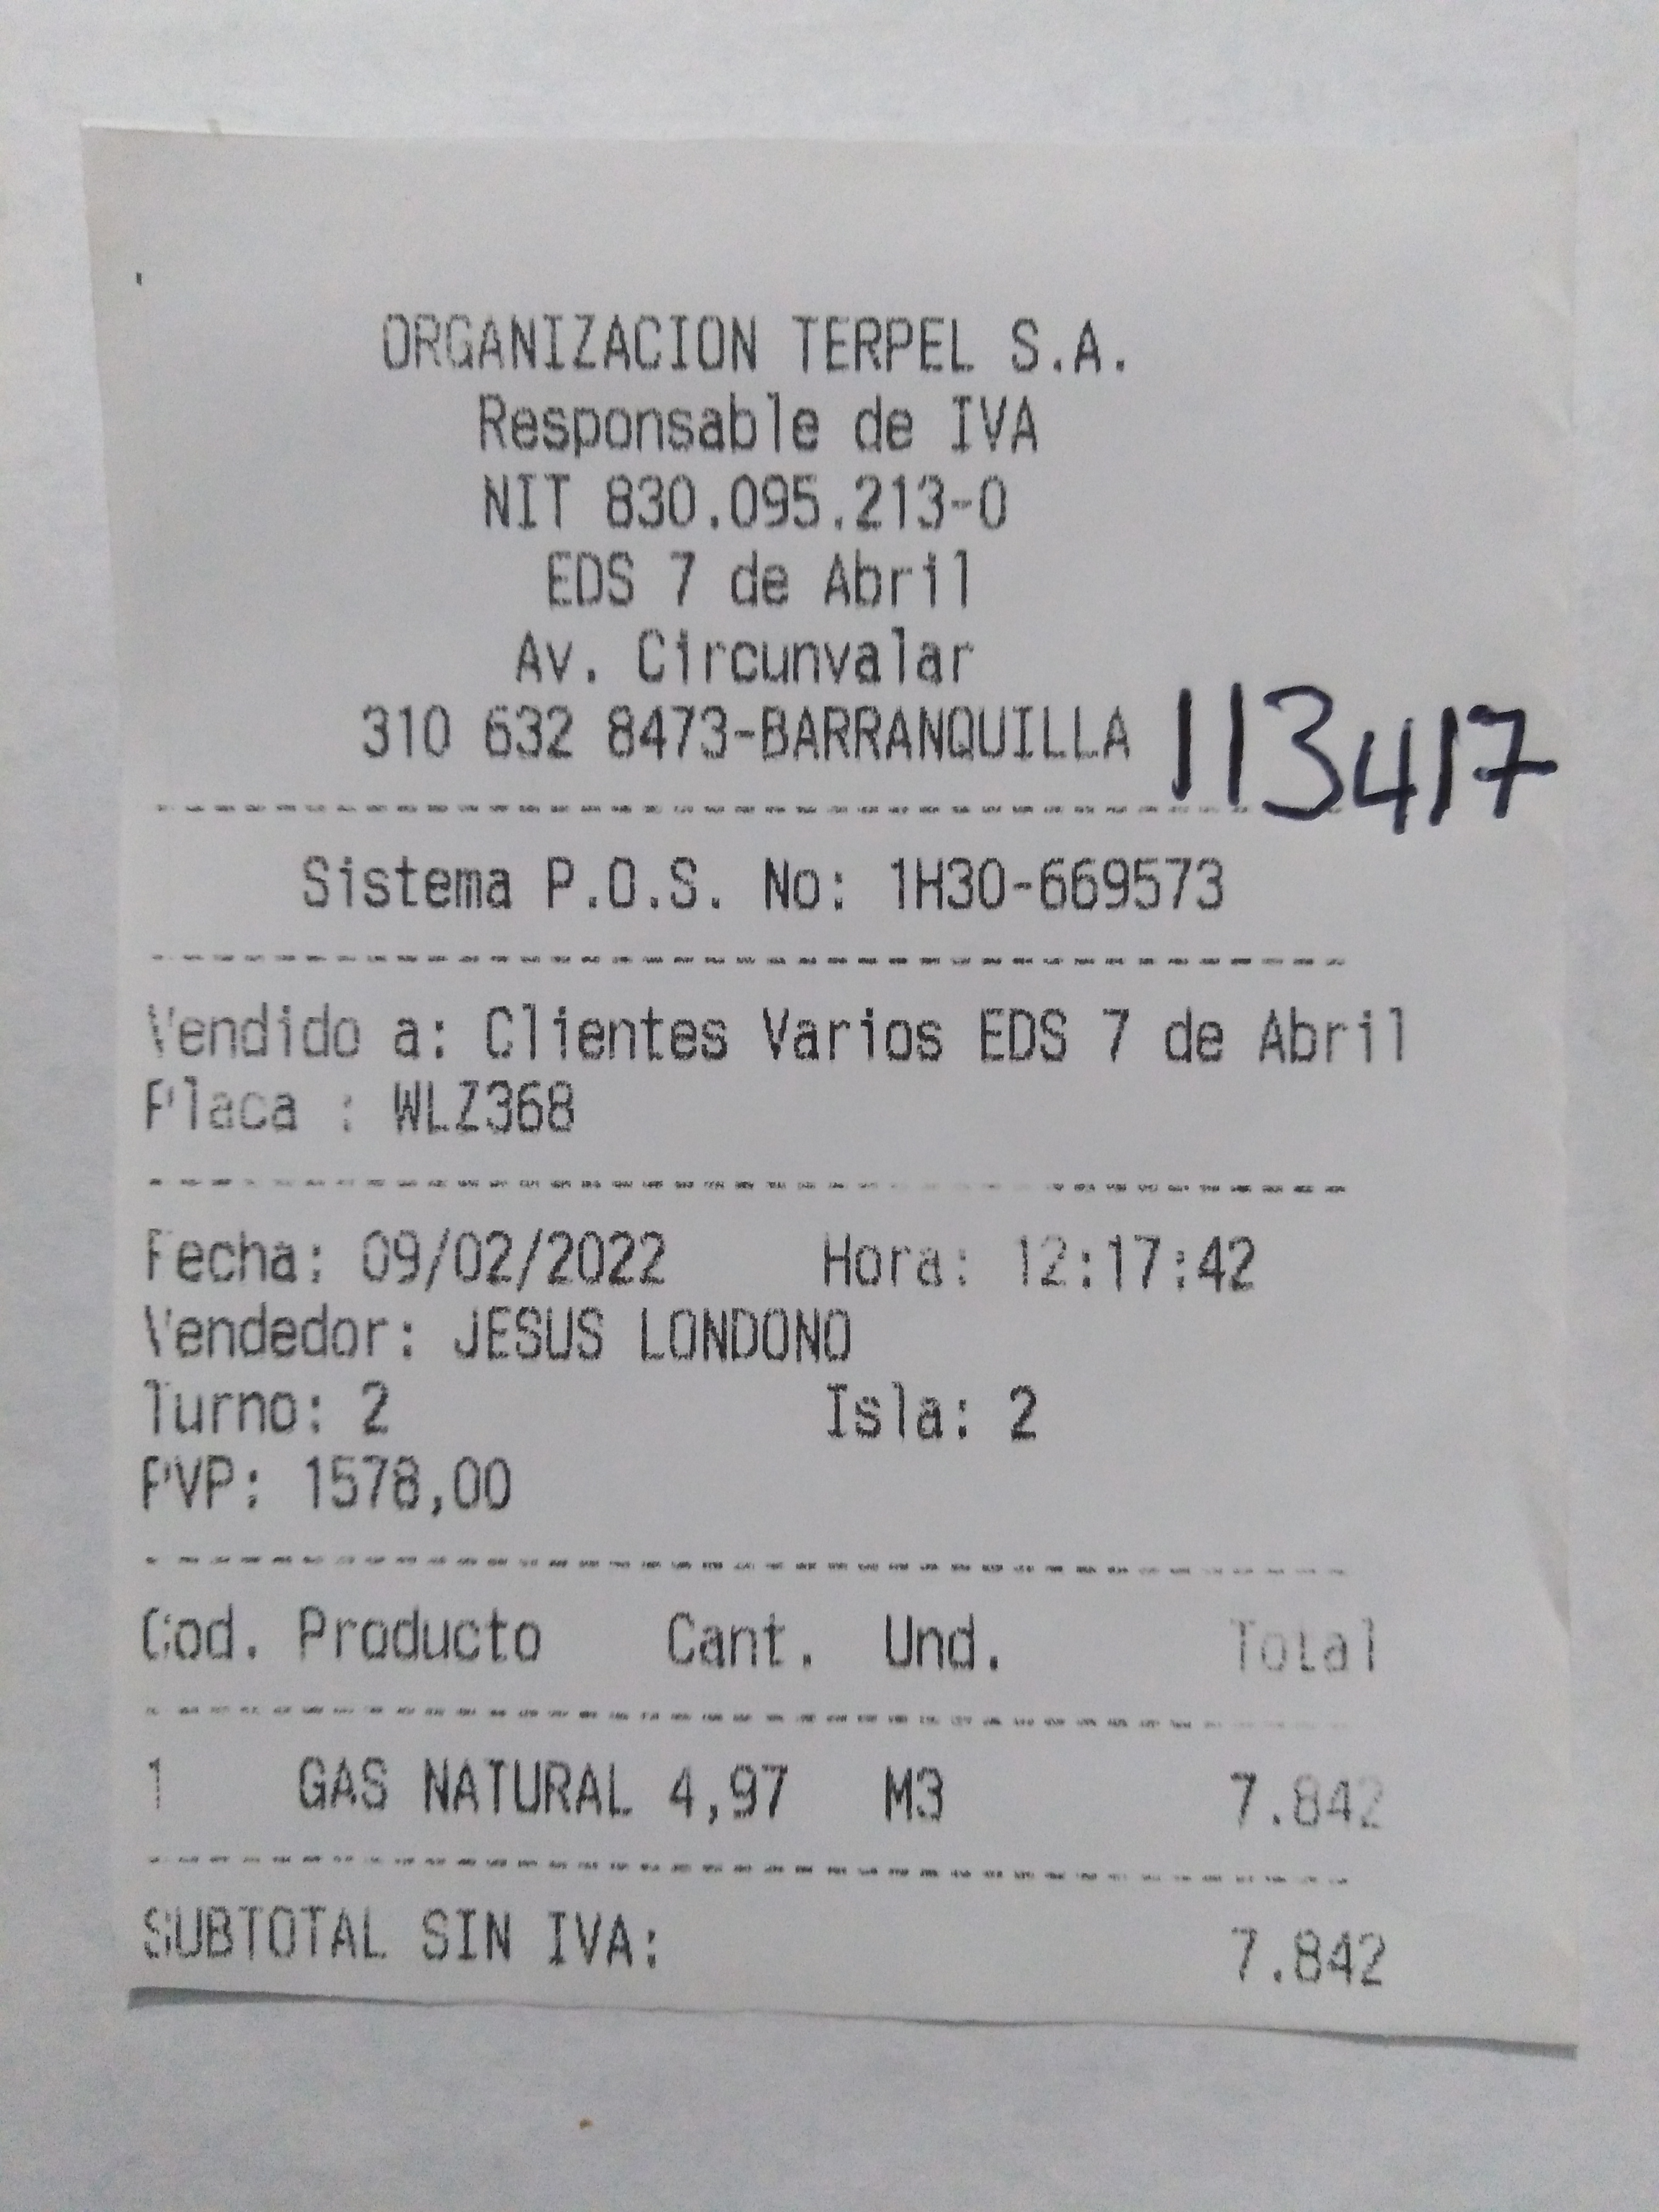 ORGANIZACION TERPEL S.A.
Responsable de IVA
NIT 830.095.213-0
EDS 7 de Abril
Av. Circunvalar
310 632 8473-BARRANQUILLA 113417
Sistema P.O.S. No: 1H30-669573
Vendido a: Clientes Varios EDS 7 de Abril
Placa : WLZ368
Fecha: 09/02/2022 Hora: 12:17:42
Vendedor: JESUS LONDONO
Turno: 2 Isla: 2
PVP: 1578,00
Cod. Producto Cant. Und. Total
1 GAS NATURAL 4,97 M3 7.842
SUBTOTAL SIN IVA: 7.842